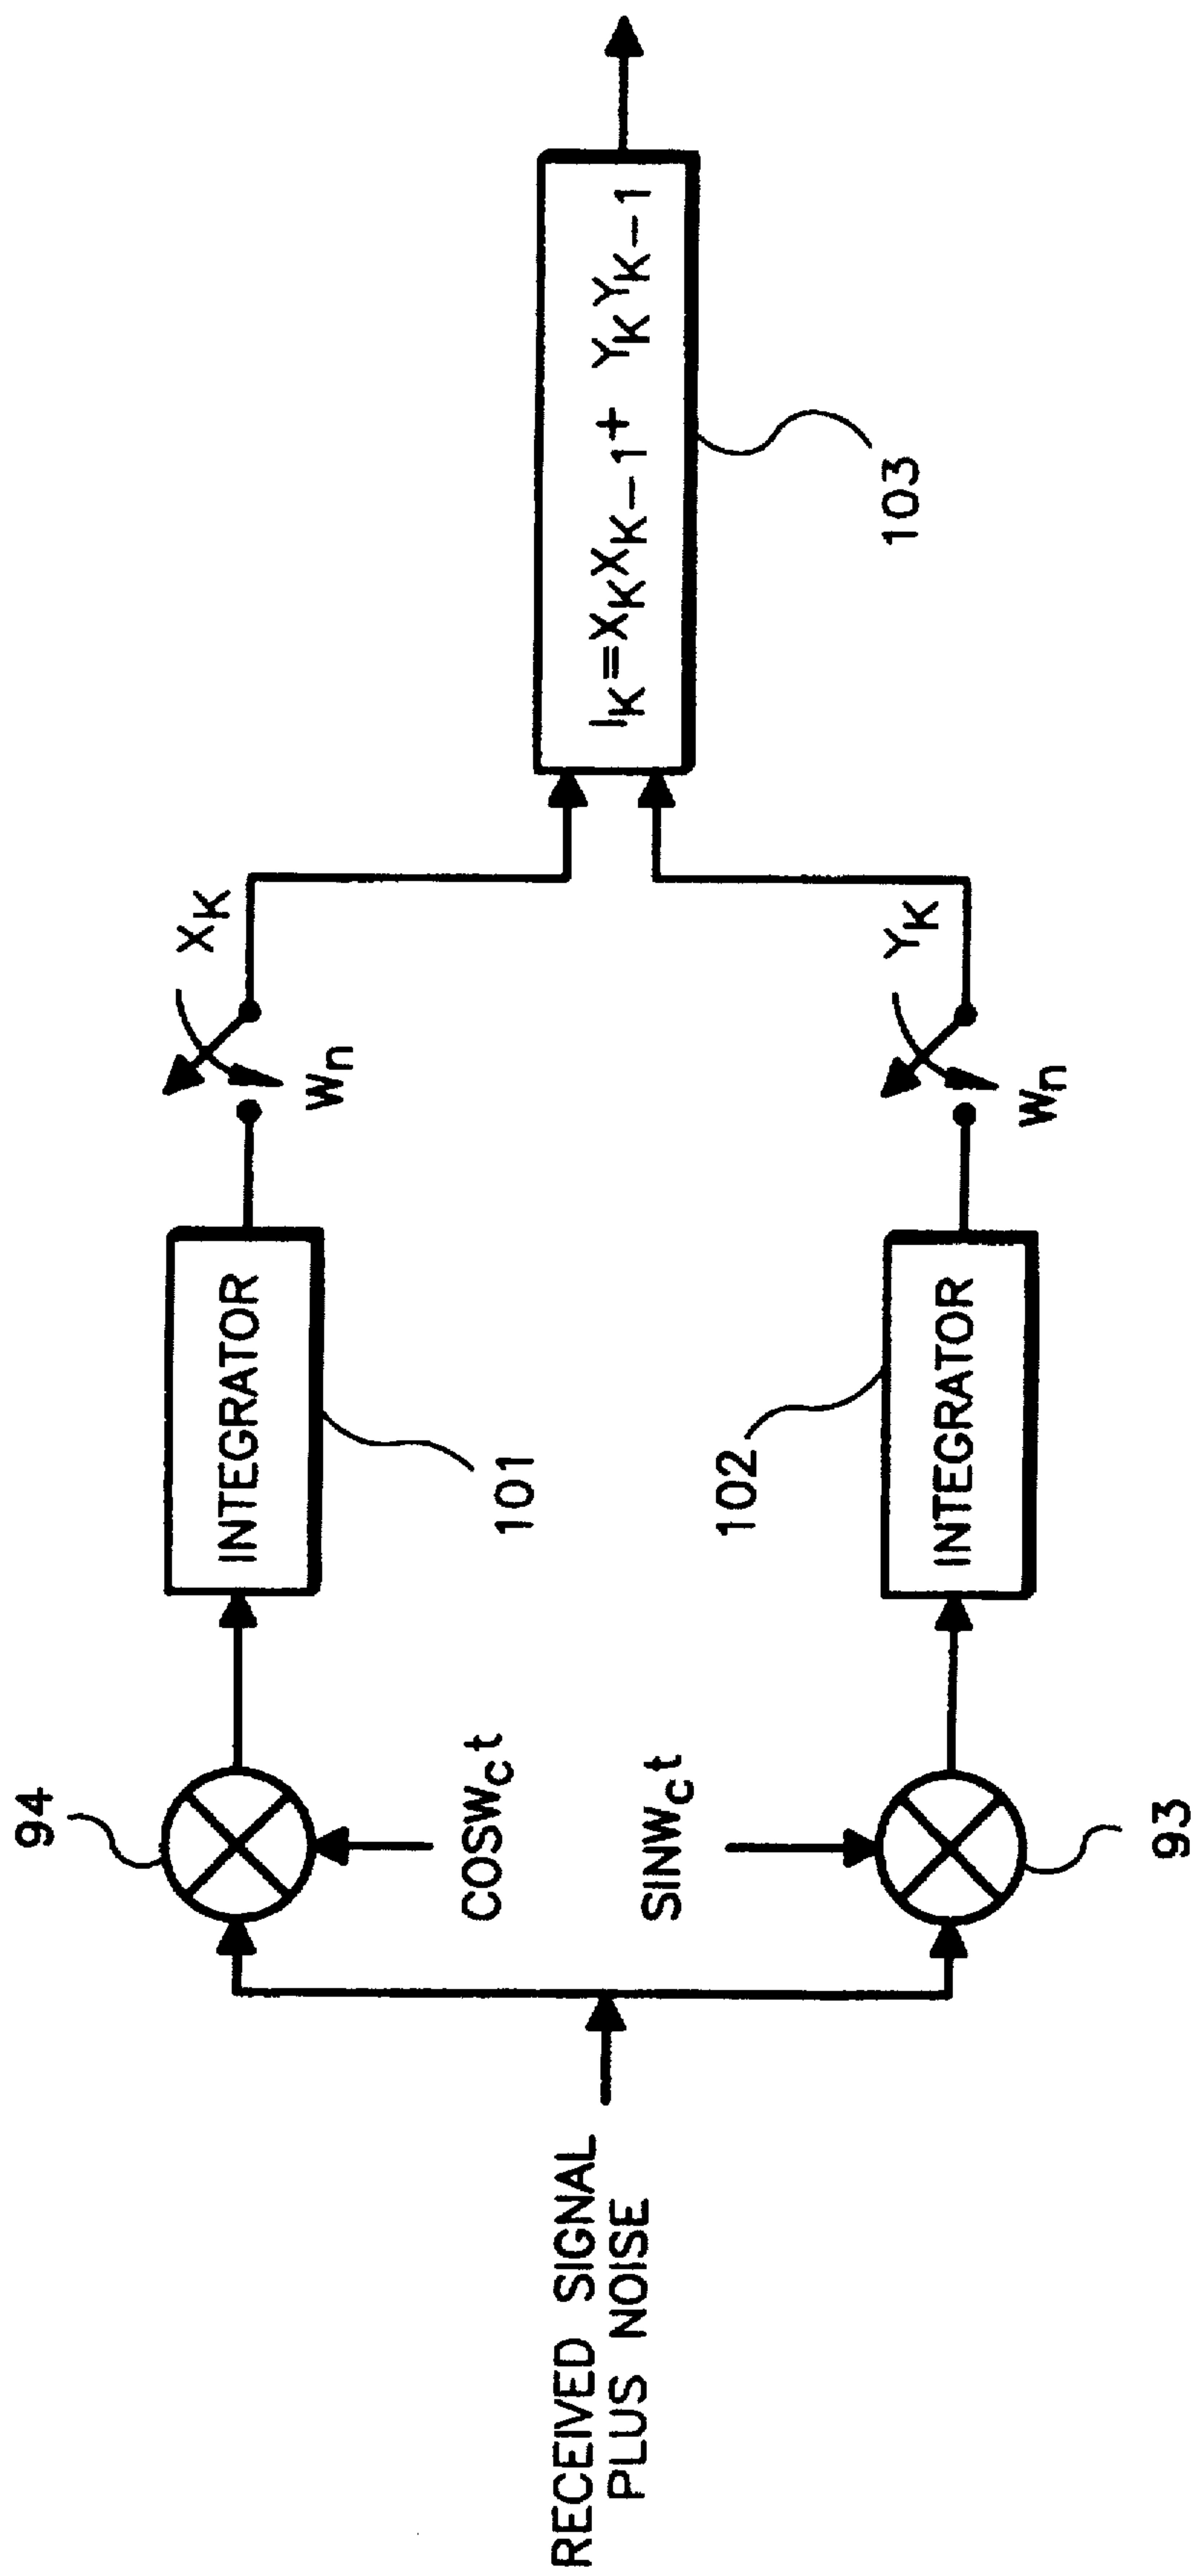 RECEIVED SIGNAL
PLUS NOISE
94
COSWct
SINWct
93
INTEGRATOR
101
102
INTEGRATOR
Wn
XK
Wn
YK
IK=XKXK-1+ YKYK-1
103